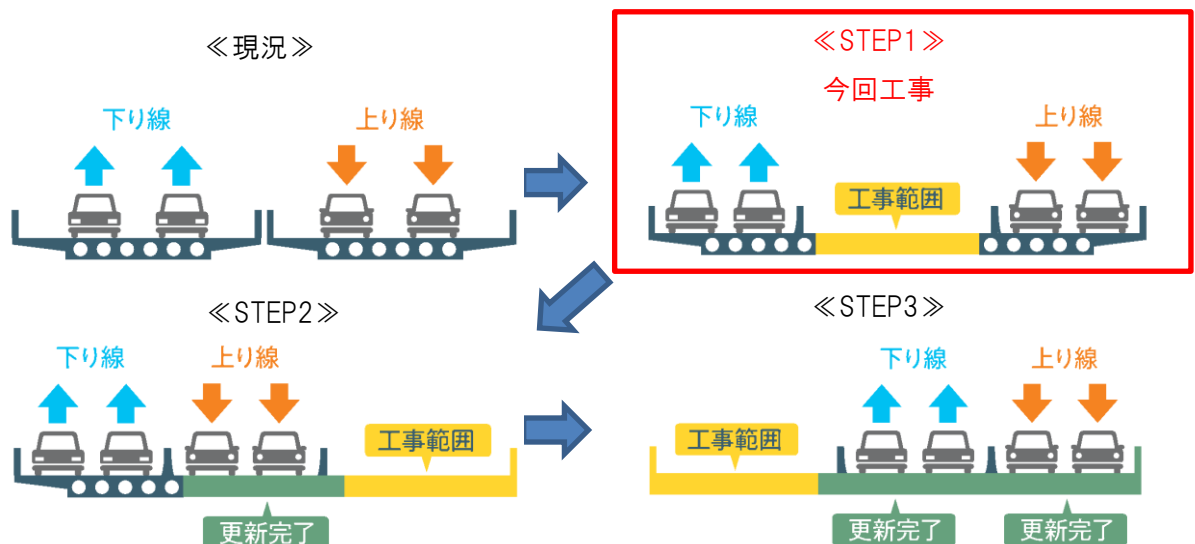 ≪現況≫
下り線
上り線
≪STEP1≫
今回工事
下り線
上り線
工事範囲
≪STEP2≫
下り線
上り線
工事範囲
更新完了
≪STEP3≫
下り線
上り線
工事範囲
更新完了
更新完了